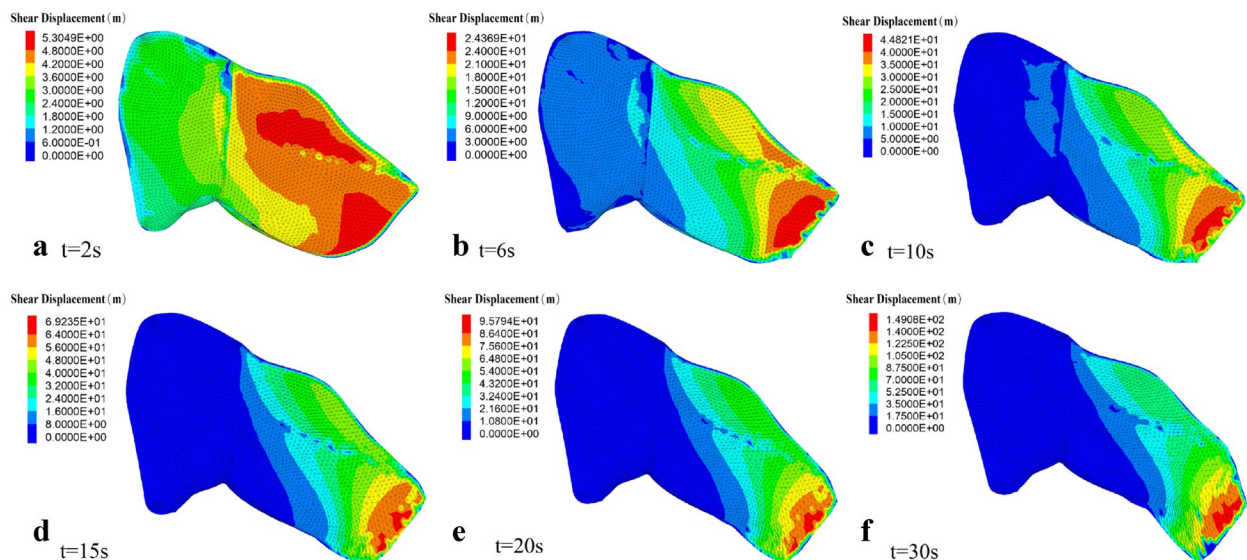 Shear Displacement (m)
5.3049E+00
4.8000E+00
4.2000E+00
3.6000E+00
3.0000E+00
2.4000E+00
1.8000E+00
1.2000E+00
6.0000E-01
0.0000E+00
a t=2s
Shear Displacement (m)
2.4369E+01
2.1000E+01
1.8000E+01
1.5000E+01
1.2000E+01
9.0000E+00
6.0000E+00
3.0000E+00
0.0000E+00
b t=6s
Shear Displacement (m)
4.4821E+01
4.0000E+01
3.5000E+01
3.0000E+01
2.5000E+01
2.0000E+01
1.5000E+01
1.0000E+01
5.0000E+00
0.0000E+00
c t=10s
Shear Displacement (m)
6.9235E+01
6.4000E+01
5.6000E+01
4.8000E+01
4.0000E+01
3.2000E+01
2.4000E+01
1.6000E+01
8.0000E+00
0.0000E+00
d
t=15s
Shear Displacement (m)
9.5794E+01
8.6400E+01
7.5600E+01
6.4800E+01
5.4000E+01
4.3200E+01
3.2400E+01
2.1600E+01
1.0800E+01
0.0000E+00
e
t=20s
Shear Displacement (m)
1.4908E+02
1.4000E+02
1.2250E+02
1.0500E+02
8.7500E+01
7.0000E+01
5.2500E+01
3.5000E+01
1.7500E+01
0.0000E+00
f
t=30s